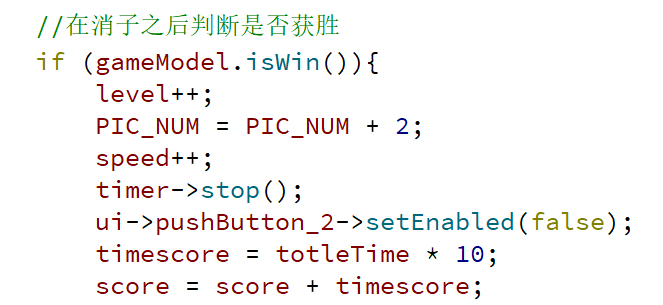 //在消子之后判断是否获胜
if (gameModel.isWin()){
level++;
PIC_NUM = PIC_NUM + 2;
speed++;
timer->stop();
ui->pushButton_2->setEnabled(false);
timescore = totleTime * 10;
score = score + timescore;